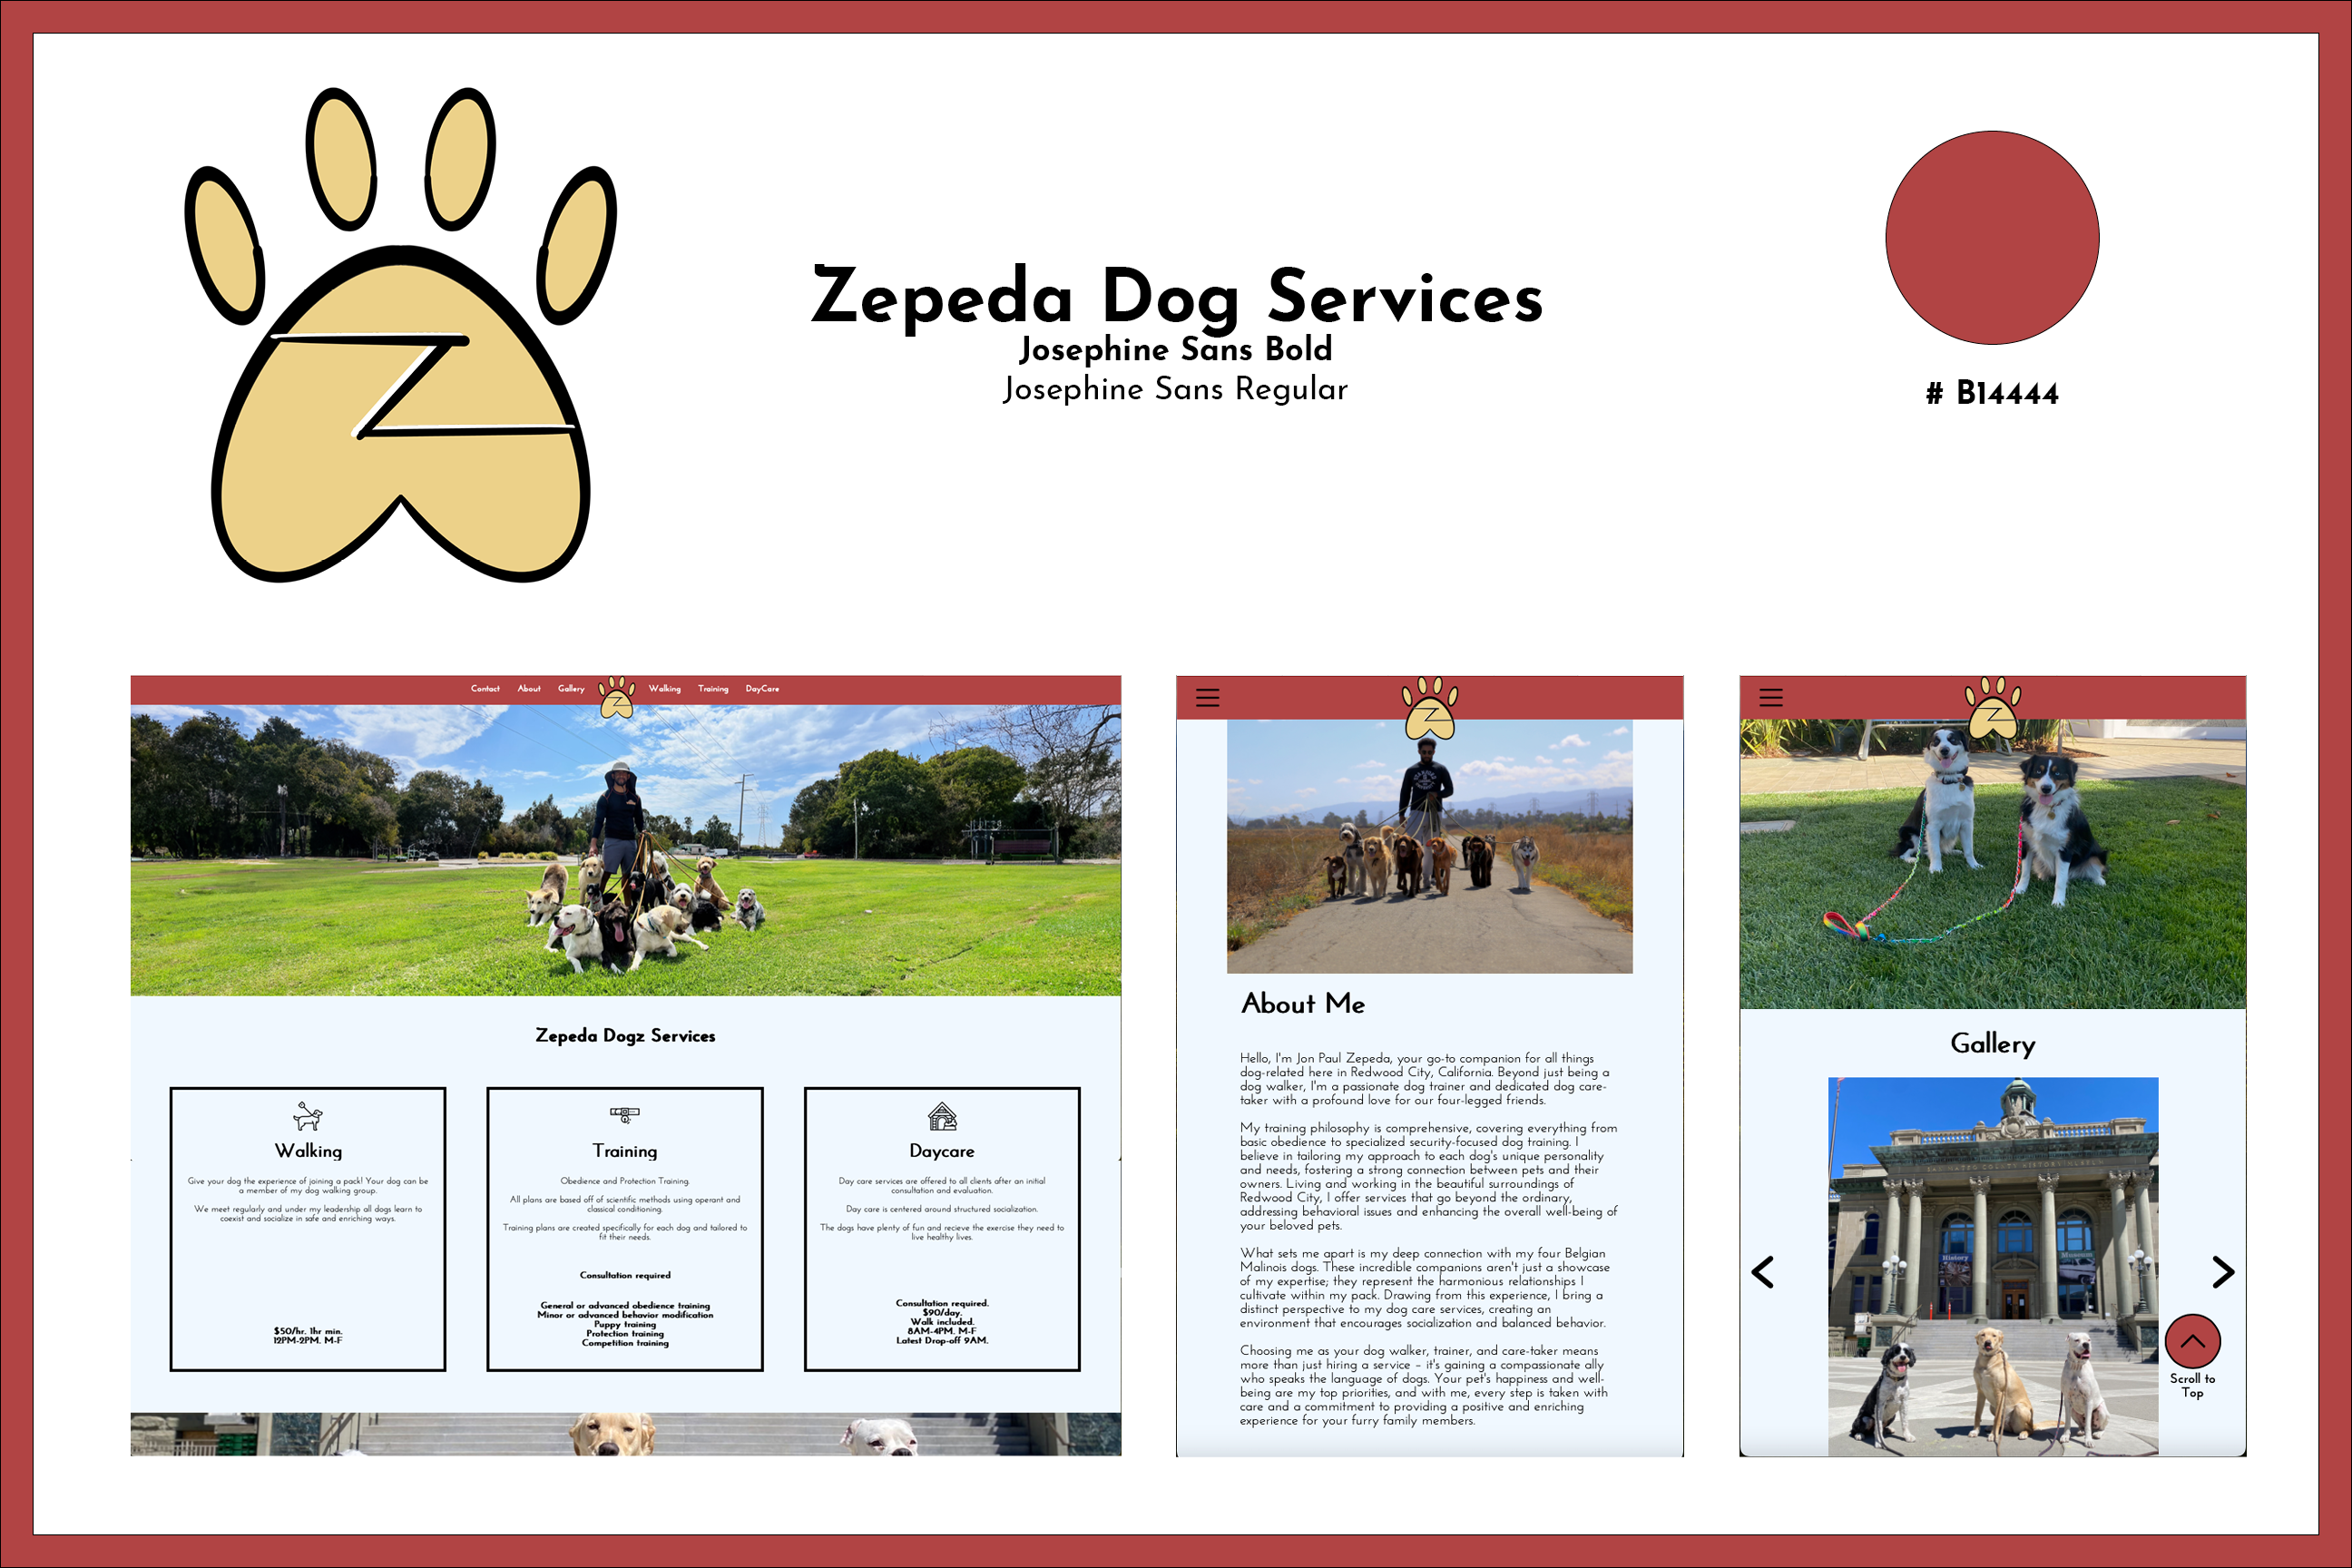 Zepeda Dog Services
Josephine Sans Bold
Josephine Sans Regular
# B14444
Contact About Gallery Z Walking Training DayCare
Zepeda Dogz Services
Walking
Give your dog the experience of joining a pack! Your dog can be
a member of my dog walking group.
We meet regularly and under my leadership all dogs learn to
coexist and socialize in safe and enriching ways.
$50/hr. 1hr min.
12PM-2PM. M-F
Training
Obedience and Protection Training.
All plans are based off of scientific methods using operant and
classical conditioning.
Training plans are created specifically for each dog and tailored to
fit their needs.
Consultation required
General or advanced obedience training
Minor or advanced behavior modification
Puppy training
Protection training
Competition training
Daycare
Day care services are offered to all clients after an initial
consultation and evaluation.
Day care is centered around structured socialization.
The dogs have plenty of fun and recieve the exercise they need to
live healthy lives.
Consultation required.
$90/day.
Walk included.
8AM-4PM. M-F
Latest Drop-off 9AM.
Z
About Me
Hello, I'm Jon Paul Zepeda, your go-to companion for all things
dog-related here in Redwood City, California. Beyond just being a
dog walker, I'm a passionate dog trainer and dedicated dog care-
taker with a profound love for our four-legged friends.
My training philosophy is comprehensive, covering everything from
basic obedience to specialized security-focused dog training. I
believe in tailoring my approach to each dog's unique personality
and needs, fostering a strong connection between pets and their
owners. Living and working in the beautiful surroundings of
Redwood City, I offer services that go beyond the ordinary,
addressing behavioral issues and enhancing the overall well-being of
your beloved pets.
What sets me apart is my deep connection with my four Belgian
Malinois dogs. These incredible companions aren't just a showcase
of my expertise; they represent the harmonious relationships I
cultivate within my pack. Drawing from this experience, I bring a
distinct perspective to my dog care services, creating an
environment that encourages socialization and balanced behavior.
Choosing me as your dog walker, trainer, and care-taker means
more than just hiring a service – it's gaining a compassionate ally
who speaks the language of dogs. Your pet's happiness and well-
being are my top priorities, and with me, every step is taken with
care and a commitment to providing a positive and enriching
experience for your furry family members.
Z
Gallery
SAN MATEO COUNTY HISTORY MUSEUM
History
Museum
Scroll to
Top